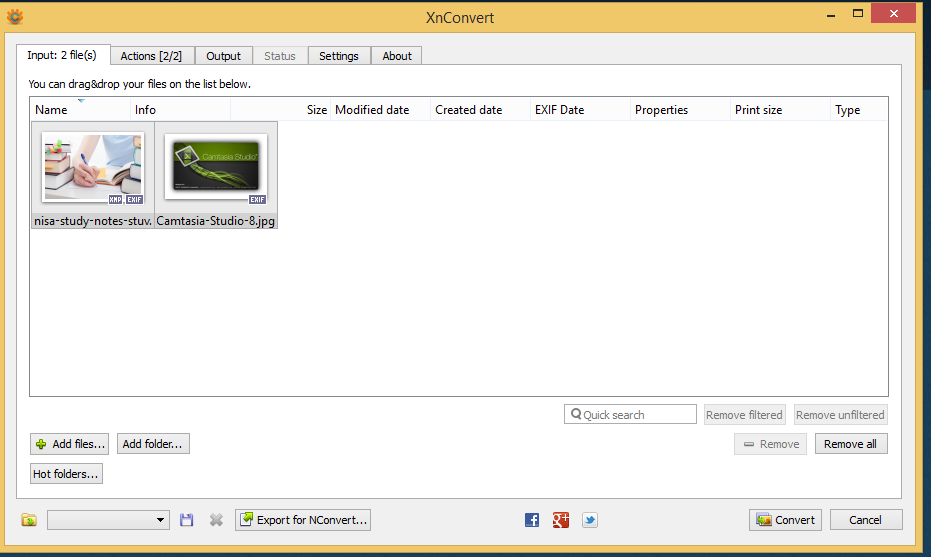 XnConvert
Input: 2 file(s) Actions [2/2] Output Status Settings About
You can drag&drop your files on the list below.
Name Info Size Modified date Created date EXIF Date Properties Print size Type
Camtasia Studio
XMP EXIF EXIF
nisa-study-notes-stuv. Camtasia-Studio-8.jpg
Quick search Remove filtered Remove unfiltered
Add files... Add folder... Remove Remove all
Hot folders...
Export for NConvert... f g+ Convert Cancel